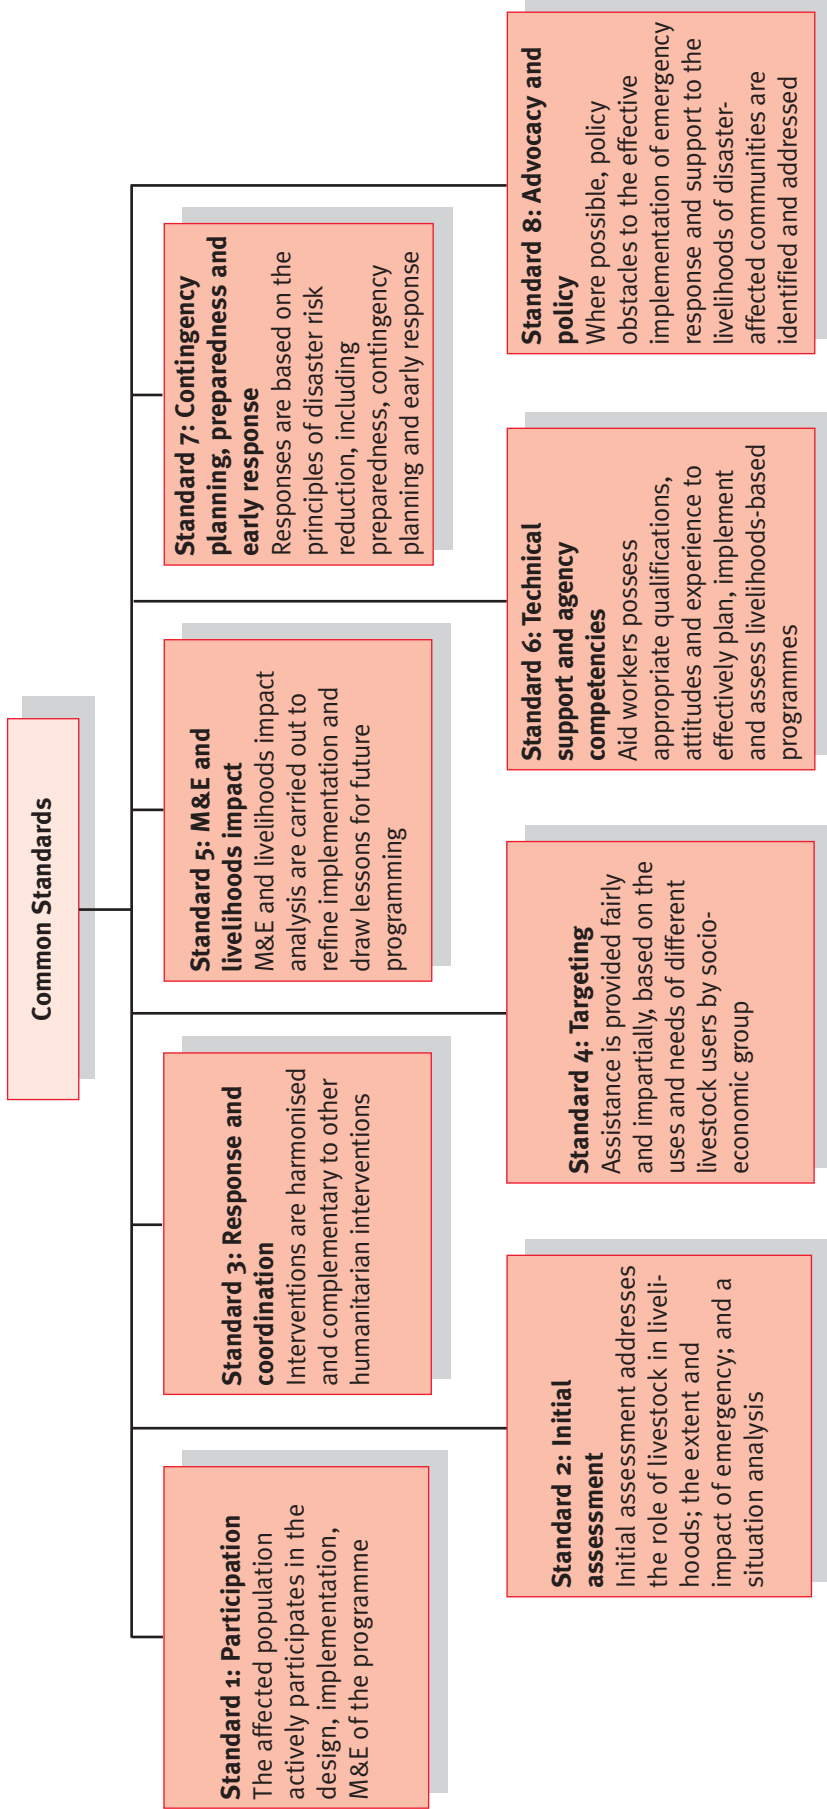 Common Standards
Standard 1: Participation
The affected population
actively participates in the
design, implementation,
M&E of the programme
Standard 2: Initial
assessment
Initial assessment addresses
the role of livestock in liveli-
hoods; the extent and
impact of emergency; and a
situation analysis
Standard 3: Response and
coordination
Interventions are harmonised
and complementary to other
humanitarian interventions
Standard 4: Targeting
Assistance is provided fairly
and impartially, based on the
uses and needs of different
livestock users by socio-
economic group
Standard 5: M&E and
livelihoods impact
M&E and livelihoods impact
analysis are carried out to
refine implementation and
draw lessons for future
programming
Standard 6: Technical
support and agency
competencies
Aid workers possess
appropriate qualifications,
attitudes and experience to
effectively plan, implement
and assess livelihoods-based
programmes
Standard 7: Contingency
planning, preparedness and
early response
Responses are based on the
principles of disaster risk
reduction, including
preparedness, contingency
planning and early response
Standard 8: Advocacy and
policy
Where possible, policy
obstacles to the effective
implementation of emergency
response and support to the
livelihoods of disaster-
affected communities are
identified and addressed